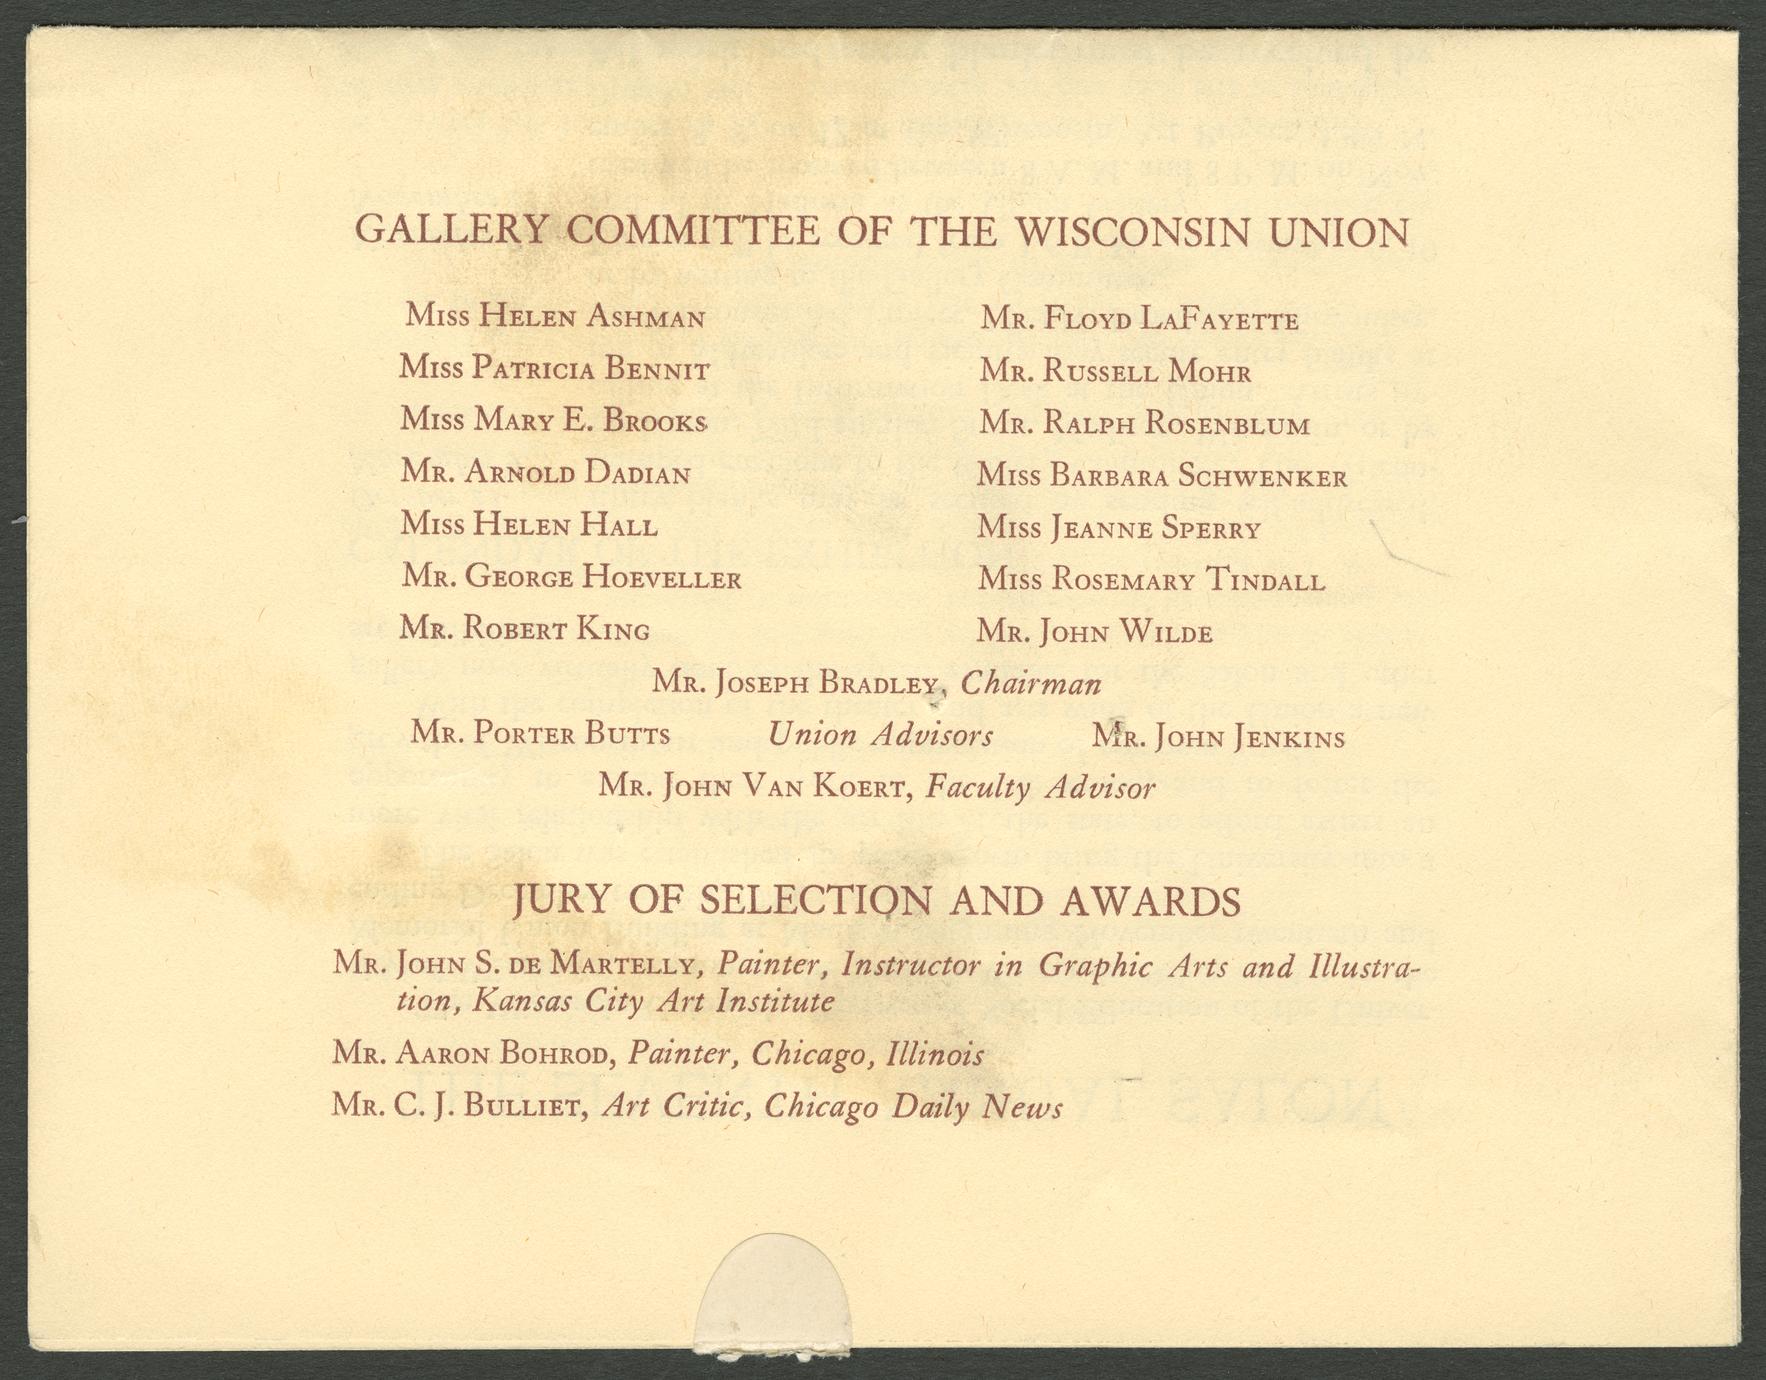 GALLERY COMMITTEE OF THE WISCONSIN UNION
Miss Helen Ashman Mr. Floyd LaFayette
Miss Patricia Bennit Mr. Russell Mohr
Miss Mary E. Brooks Mr. Ralph Rosenblum
Mr. Arnold Dadian Miss Barbara Schwenker
Miss Helen Hall Miss Jeanne Sperry
Mr. George Hoeveller Miss Rosemary Tindall
Mr. Robert King Mr. John Wilde
Mr. Joseph Bradley, Chairman
Mr. Porter Butts Union Advisors Mr. John Jenkins
Mr. John Van Koert, Faculty Advisor
JURY OF SELECTION AND AWARDS
Mr. John S. de Martelly, Painter, Instructor in Graphic Arts and Illustra-
tion, Kansas City Art Institute
Mr. Aaron Bohrod, Painter, Chicago, Illinois
Mr. C. J. Bulliet, Art Critic, Chicago Daily News